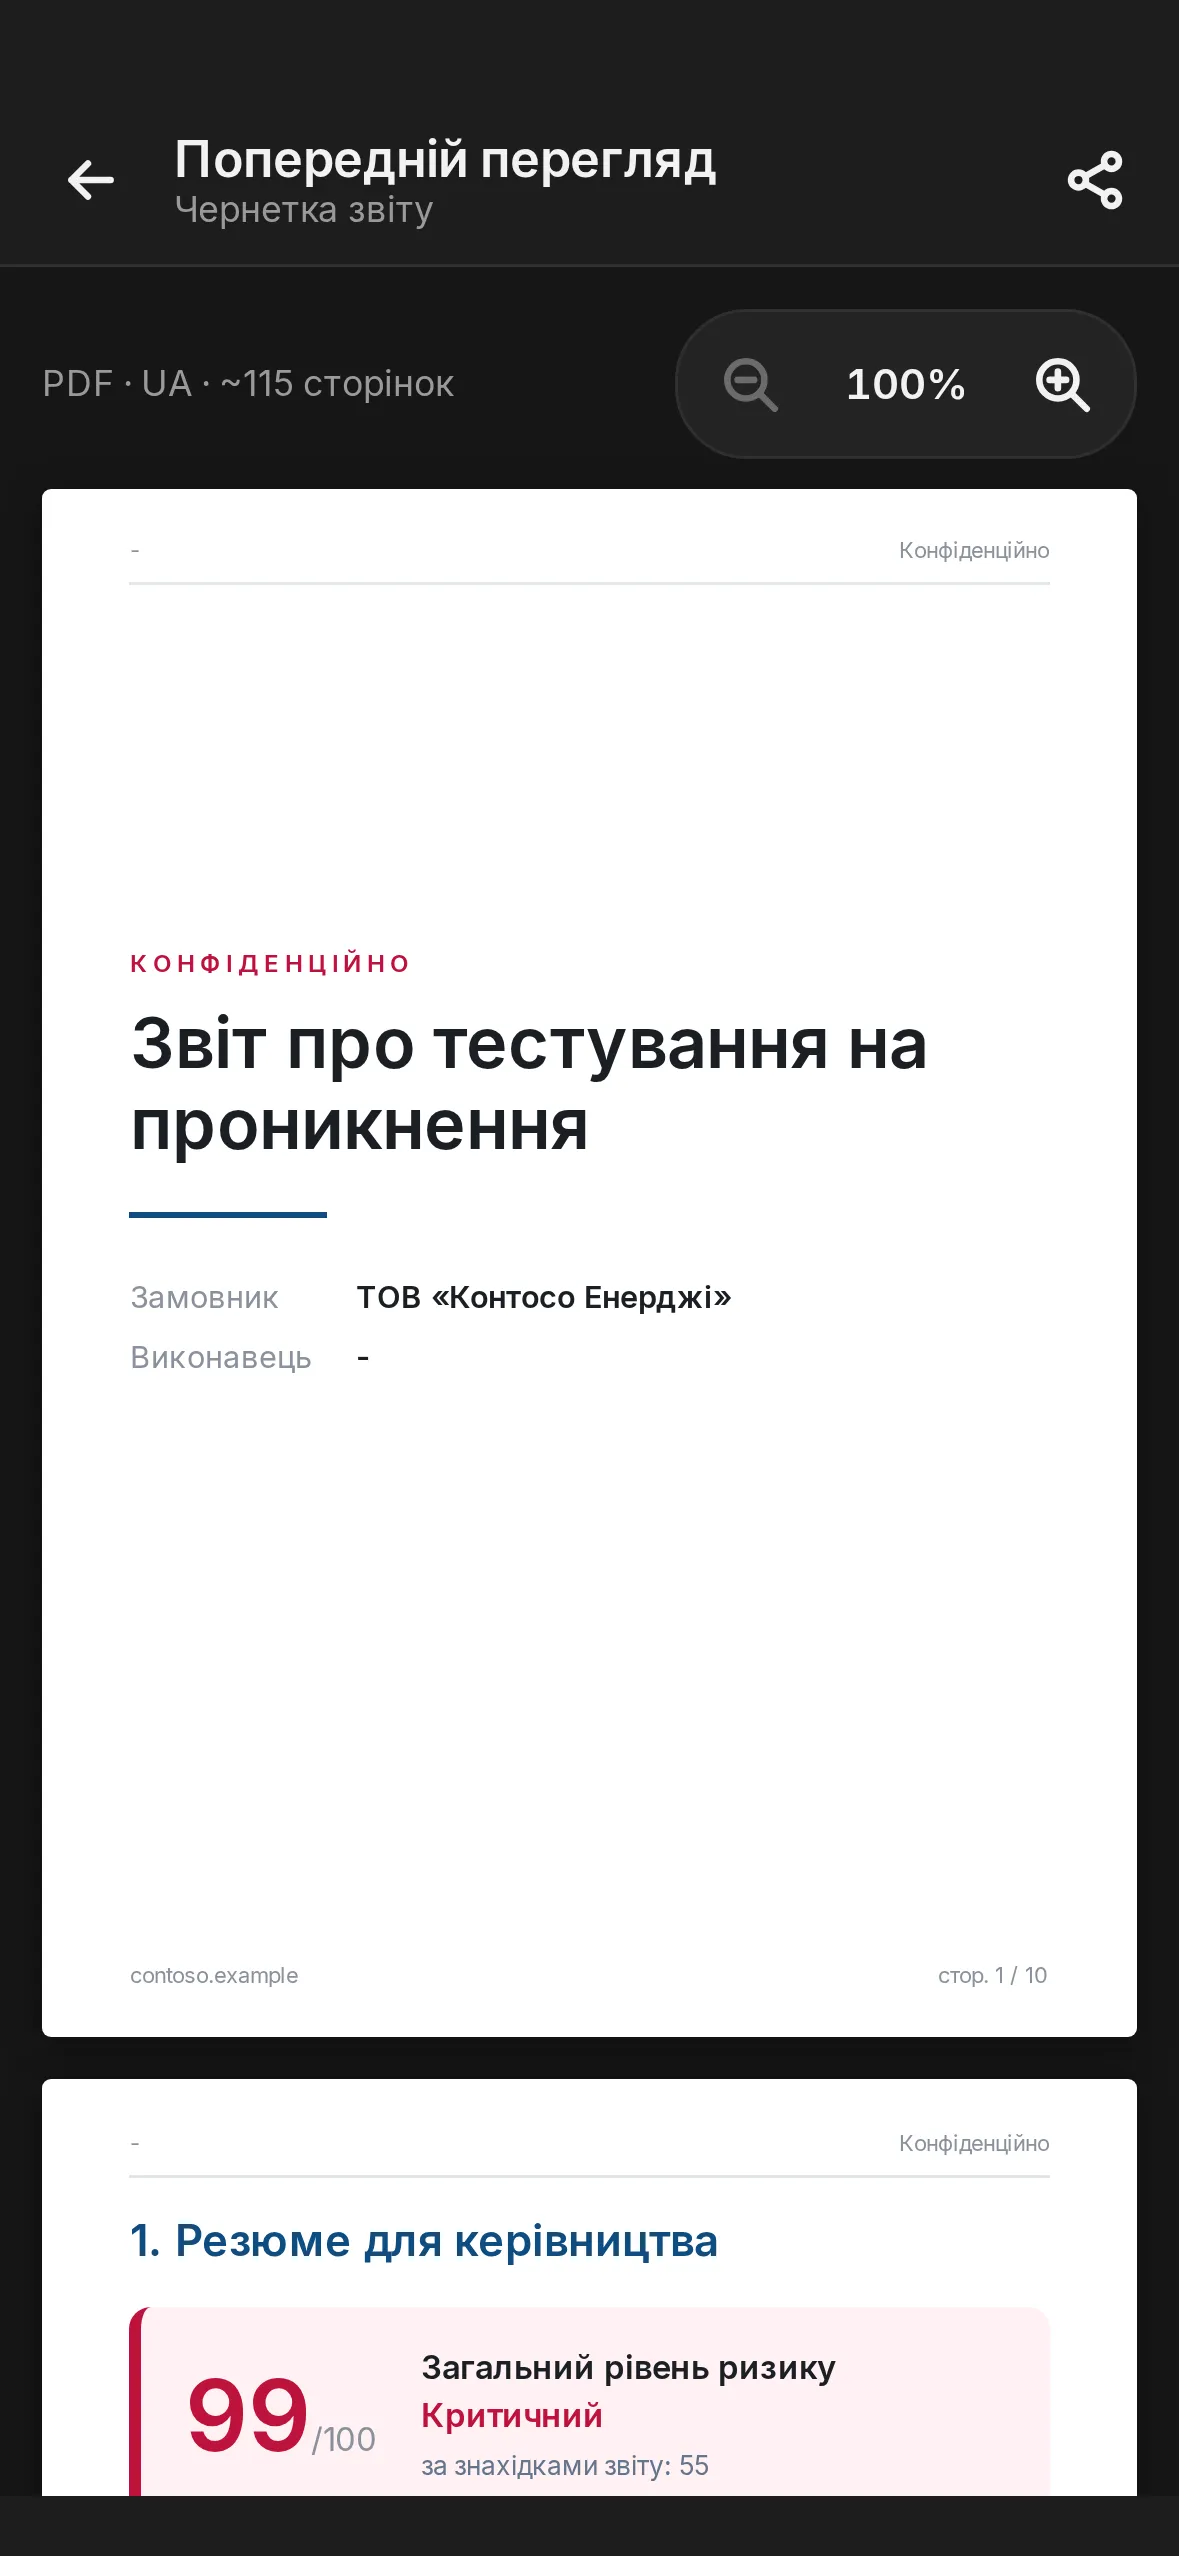 Попередній перегляд
Чернетка звіту
PDF · UA · ~115 сторінок
100%
- Конфіденційно
КОНФІДЕНЦІЙНО
Звіт про тестування на
проникнення
Замовник ТОВ «Контосо Енерджі»
Виконавець -
contoso.example стор. 1 / 10
- Конфіденційно
1. Резюме для керівництва
99/100
Загальний рівень ризику
Критичний
за знахідками звіту: 55